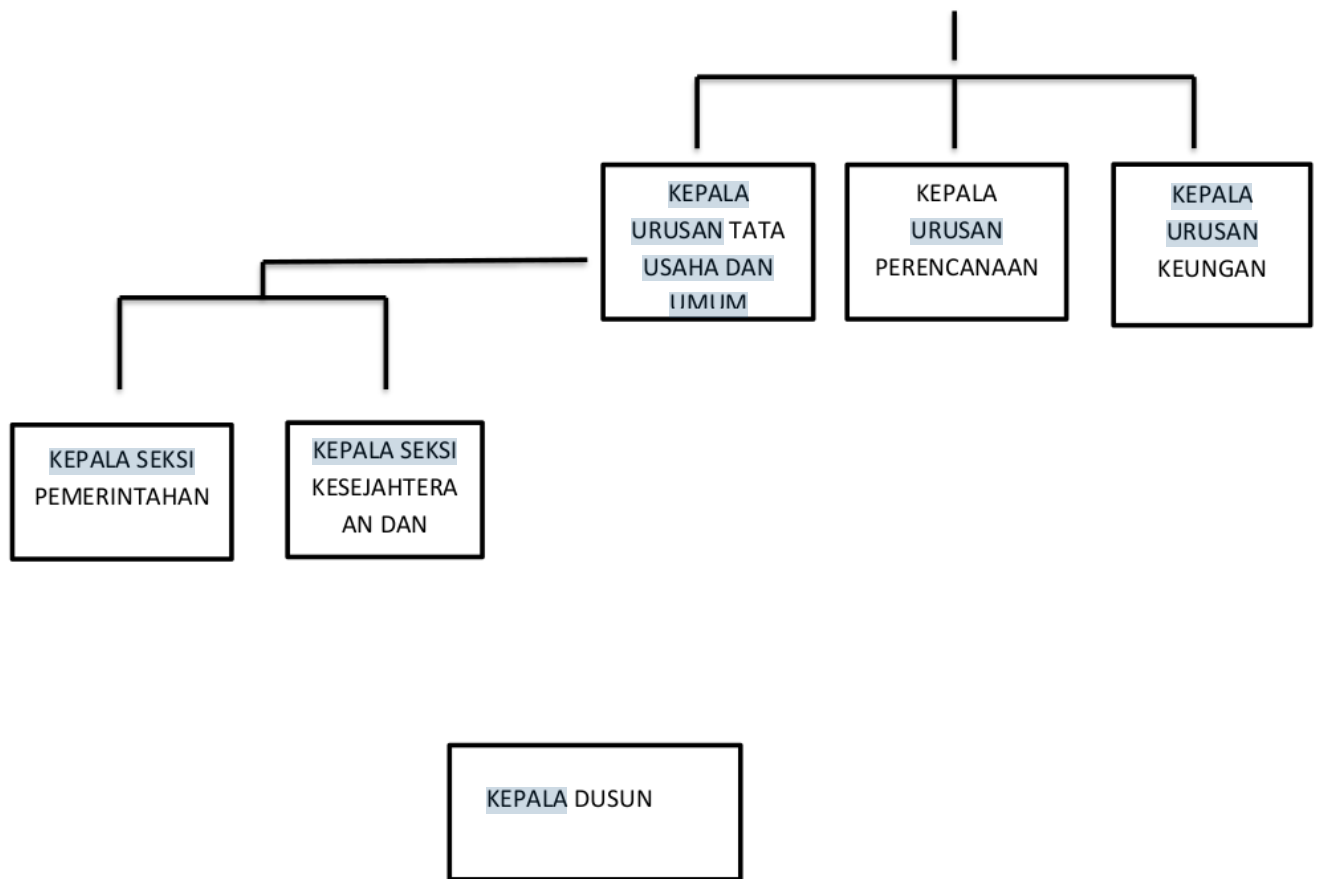 KEPALA
URUSAN TATA
USAHA DAN
UMUM
KEPALA
URUSAN
PERENCANAAN
KEPALA
URUSAN
KEUNGAN
KEPALA SEKSI
PEMERINTAHAN
KEPALA SEKSI
KESEJAHTERA
AN DAN
KEPALA DUSUN